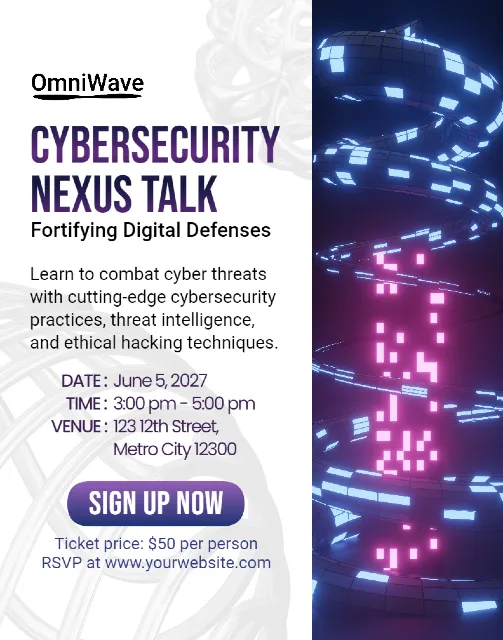 OmniWave
CYBERSECURITY
NEXUS TALK
Fortifying Digital Defenses
Learn to combat cyber threats
with cutting-edge cybersecurity
practices, threat intelligence,
and ethical hacking techniques.
DATE : June 5, 2027
TIME : 3:00 pm - 5:00 pm
VENUE : 123 12th Street,
Metro City 12300
SIGN UP NOW
Ticket price: $50 per person
RSVP at www.yourwebsite.com